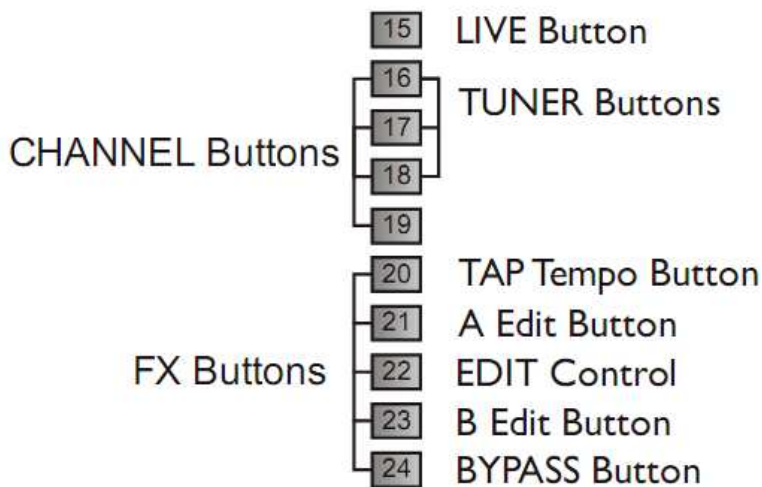 15 LIVE Button
16
TUNER Buttons
17
CHANNEL Buttons
18
19
20 TAP Tempo Button
21 A Edit Button
FX Buttons 22 EDIT Control
23 B Edit Button
24 BYPASS Button